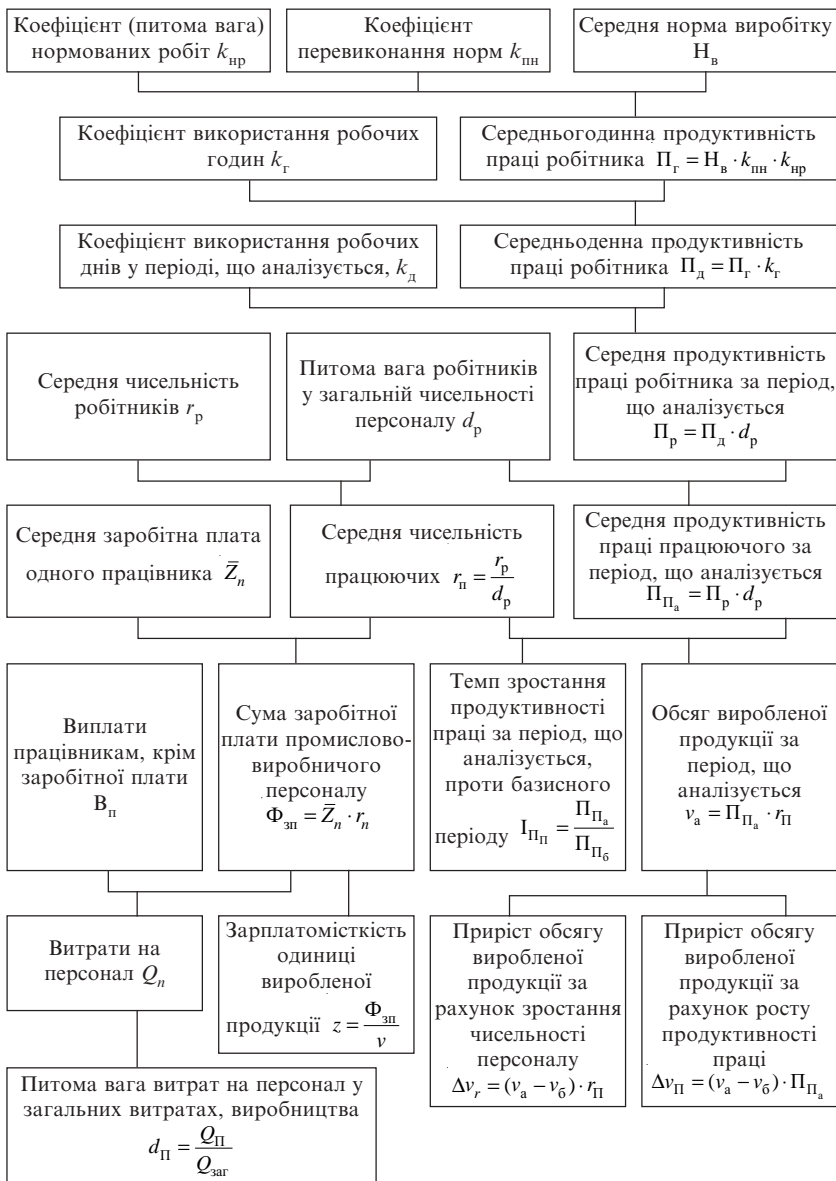 Коефіцієнт (питома вага)
нормованих робіт k_нр
Коефіцієнт
перевиконання норм k_пн
Середня норма виробітку
Н_в
Коефіцієнт використання робочих
годин k_г
Середньогодинна продуктивність
праці робітника П_г = Н_в · k_пн · k_нр
Коефіцієнт використання робочих
днів у періоді, що аналізується, k_д
Середньоденна продуктивність
праці робітника П_д = П_г · k_г
Середня чисельність
робітників r_р
Питома вага робітників
у загальній чисельності
персоналу d_р
Середня продуктивність
праці робітника за період,
що аналізується
П_р = П_д · d_р
Середня заробітна плата
одного працівника Z̄_n
Середня чисельність
працюючих r_п = r_р / d_р
Середня продуктивність
праці працюючого за
період, що аналізується
П_П_а = П_р · d_р
Виплати
працівникам, крім
заробітної плати
В_п
Сума заробітної
плати промислово-
виробничого
персоналу
Ф_зп = Z̄_n · r_n
Темп зростання
продуктивності
праці за період, що
аналізується,
проти базисного
періоду І_П_П = П_П_а / П_П_б
Обсяг виробленої
продукції за
період, що
аналізується
v_а = П_П_а · r_П
Витрати на
персонал Q_n
Зарплатомісткість
одиниці
виробленої
продукції z = Ф_зп / v
Приріст обсягу
виробленої
продукції за
рахунок зростання
чисельності
персоналу
Δv_r = (v_а − v_б) · r_П
Приріст обсягу
виробленої
продукції за
рахунок росту
продуктивності
праці
Δv_П = (v_а − v_б) · П_П_а
Питома вага витрат на персонал у
загальних витратах, виробництва
d_П = Q_П / Q_заг